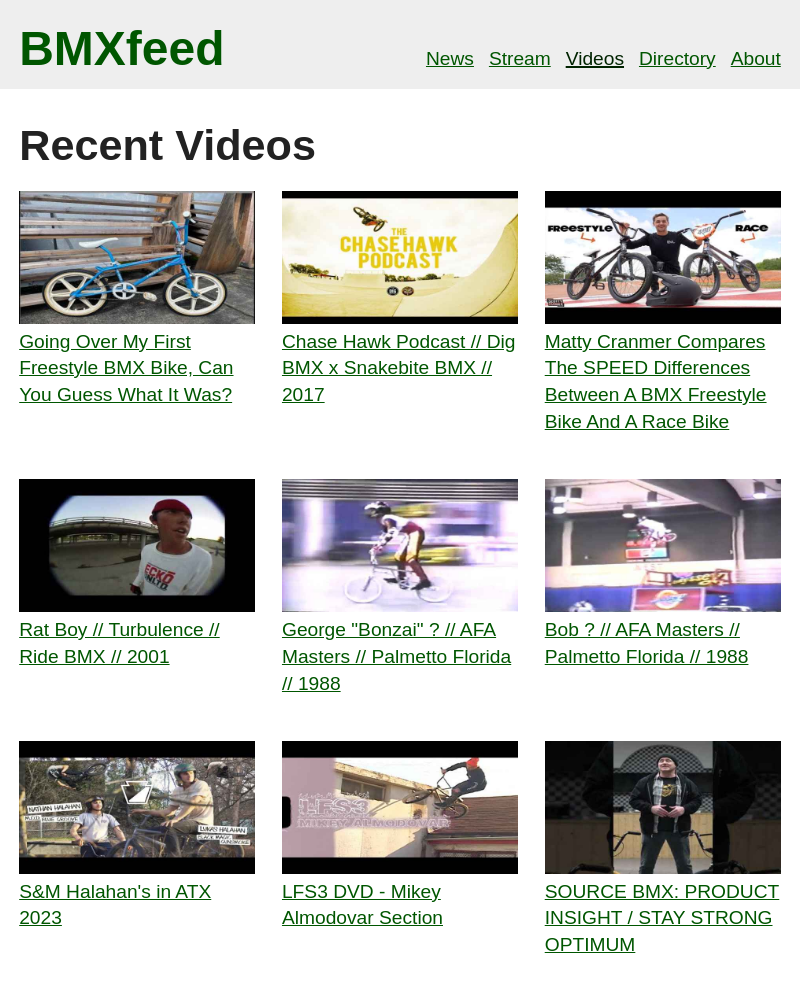 BMXfeed
News Stream Videos Directory About
Recent Videos
THE
CHASE HAWK
PODCAST
FREESTYLE
RACE
Going Over My First
Freestyle BMX Bike, Can
You Guess What It Was?
Chase Hawk Podcast // Dig
BMX x Snakebite BMX //
2017
Matty Cranmer Compares
The SPEED Differences
Between A BMX Freestyle
Bike And A Race Bike
ECKO
UNLTD
Rat Boy // Turbulence //
Ride BMX // 2001
George "Bonzai" ? // AFA
Masters // Palmetto Florida
// 1988
Bob ? // AFA Masters //
Palmetto Florida // 1988
NATHAN HALAHAN
LUKAS HALAHAN
LFS3
MIKEY ALMODOVAR
S&M Halahan's in ATX
2023
LFS3 DVD - Mikey
Almodovar Section
SOURCE BMX: PRODUCT
INSIGHT / STAY STRONG
OPTIMUM